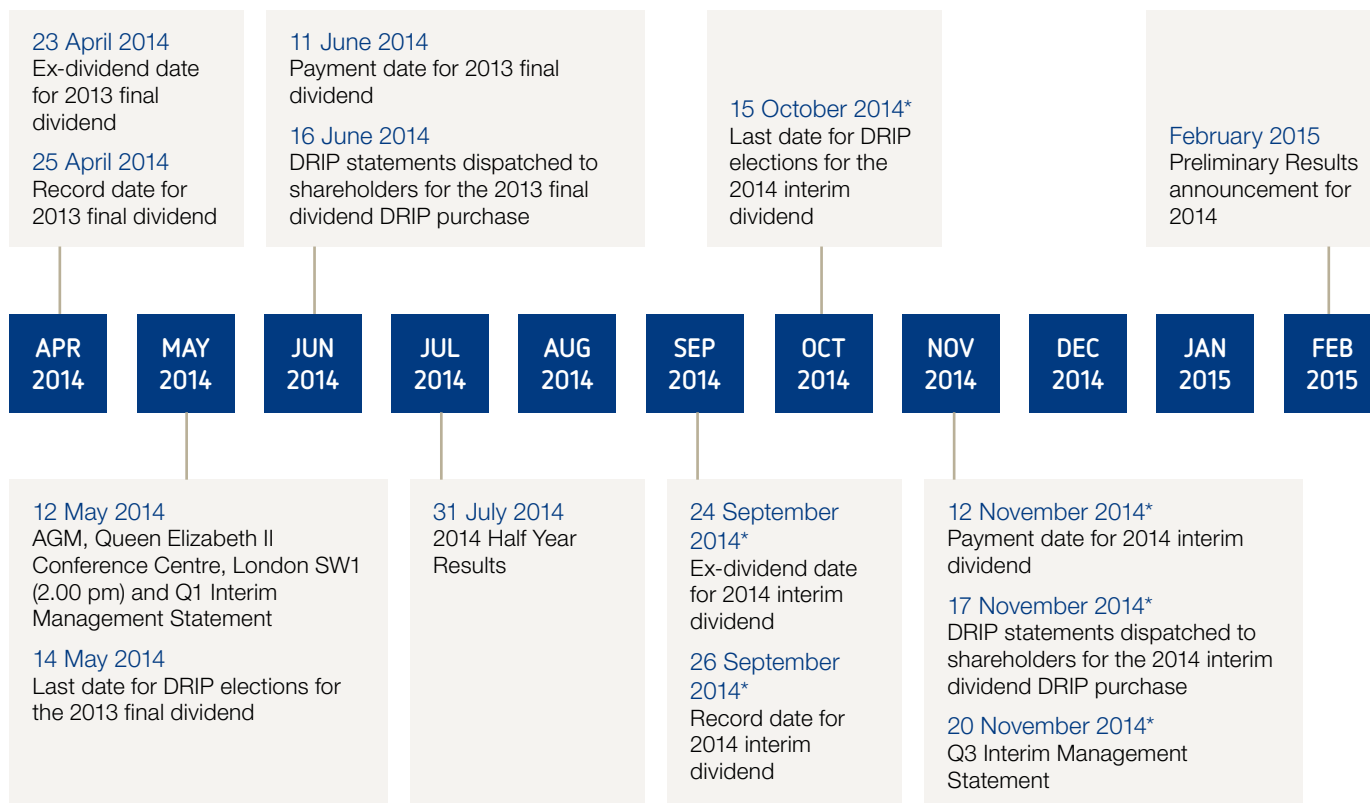 23 April 2014
Ex-dividend date
for 2013 final
dividend
25 April 2014
Record date for
2013 final dividend
11 June 2014
Payment date for 2013 final
dividend
16 June 2014
DRIP statements dispatched to
shareholders for the 2013 final
dividend DRIP purchase
15 October 2014*
Last date for DRIP
elections for the
2014 interim
dividend
February 2015
Preliminary Results
announcement for
2014
APR
2014
MAY
2014
JUN
2014
JUL
2014
AUG
2014
SEP
2014
OCT
2014
NOV
2014
DEC
2014
JAN
2015
FEB
2015
12 May 2014
AGM, Queen Elizabeth II
Conference Centre, London SW1
(2.00 pm) and Q1 Interim
Management Statement
14 May 2014
Last date for DRIP elections for
the 2013 final dividend
31 July 2014
2014 Half Year
Results
24 September
2014*
Ex-dividend date
for 2014 interim
dividend
26 September
2014*
Record date for
2014 interim
dividend
12 November 2014*
Payment date for 2014 interim
dividend
17 November 2014*
DRIP statements dispatched to
shareholders for the 2014 interim
dividend DRIP purchase
20 November 2014*
Q3 Interim Management
Statement